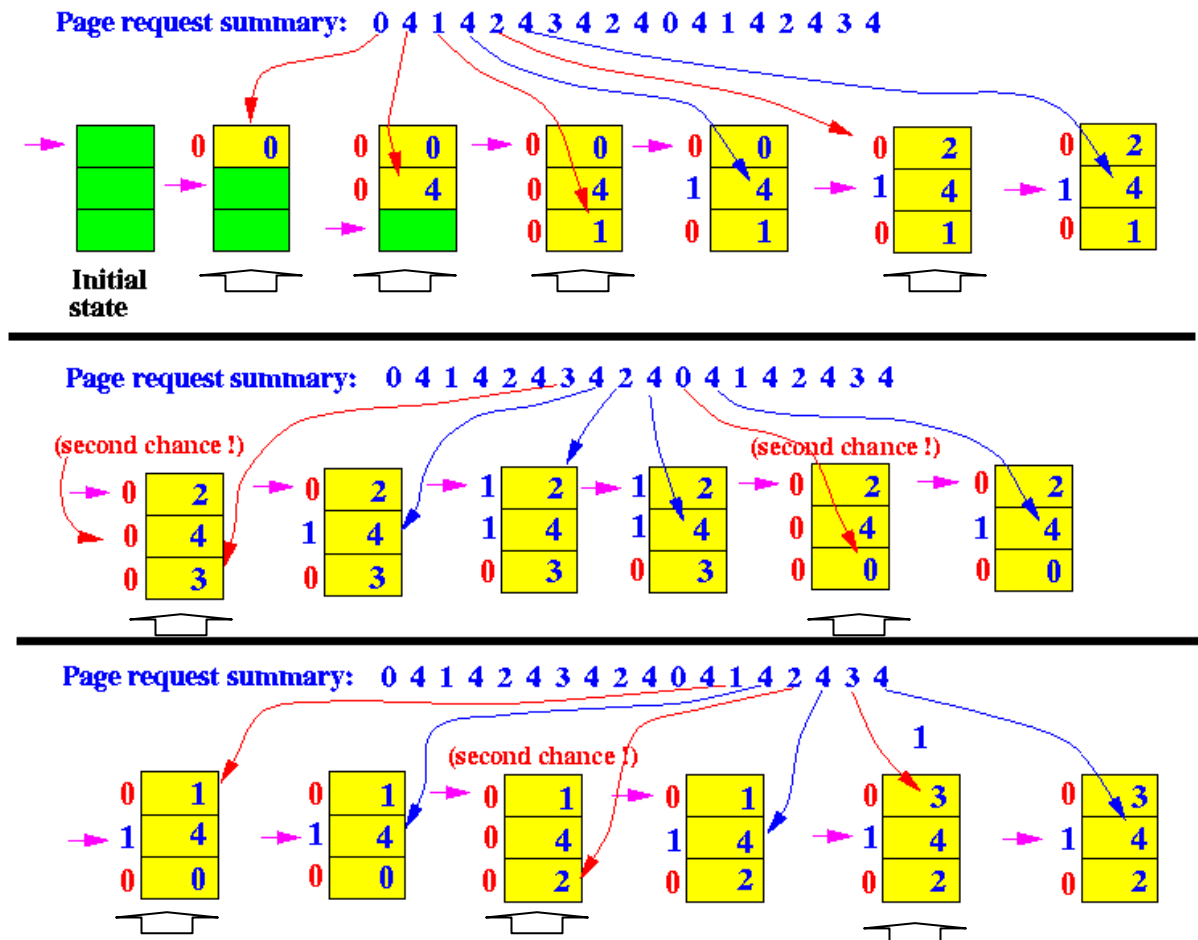 Page request summary: 0 4 1 4 2 4 3 4 2 4 0 4 1 4 2 4 3 4
0 0 0 0 0 0 0 0 0 2 0 2
0 4 0 4 1 4 1 4 1 4
0 1 0 1 0 1 0 1
Initial
state
Page request summary: 0 4 1 4 2 4 3 4 2 4 0 4 1 4 2 4 3 4
(second chance !) (second chance !)
0 2 0 2 1 2 1 2 0 2 0 2
0 4 1 4 1 4 1 4 0 4 1 4
0 3 0 3 0 3 0 3 0 0 0 0
Page request summary: 0 4 1 4 2 4 3 4 2 4 0 4 1 4 2 4 3 4
1
(second chance !)
0 1 0 1 0 1 0 1 0 3 0 3
1 4 1 4 0 4 1 4 1 4 1 4
0 0 0 0 0 2 0 2 0 2 0 2